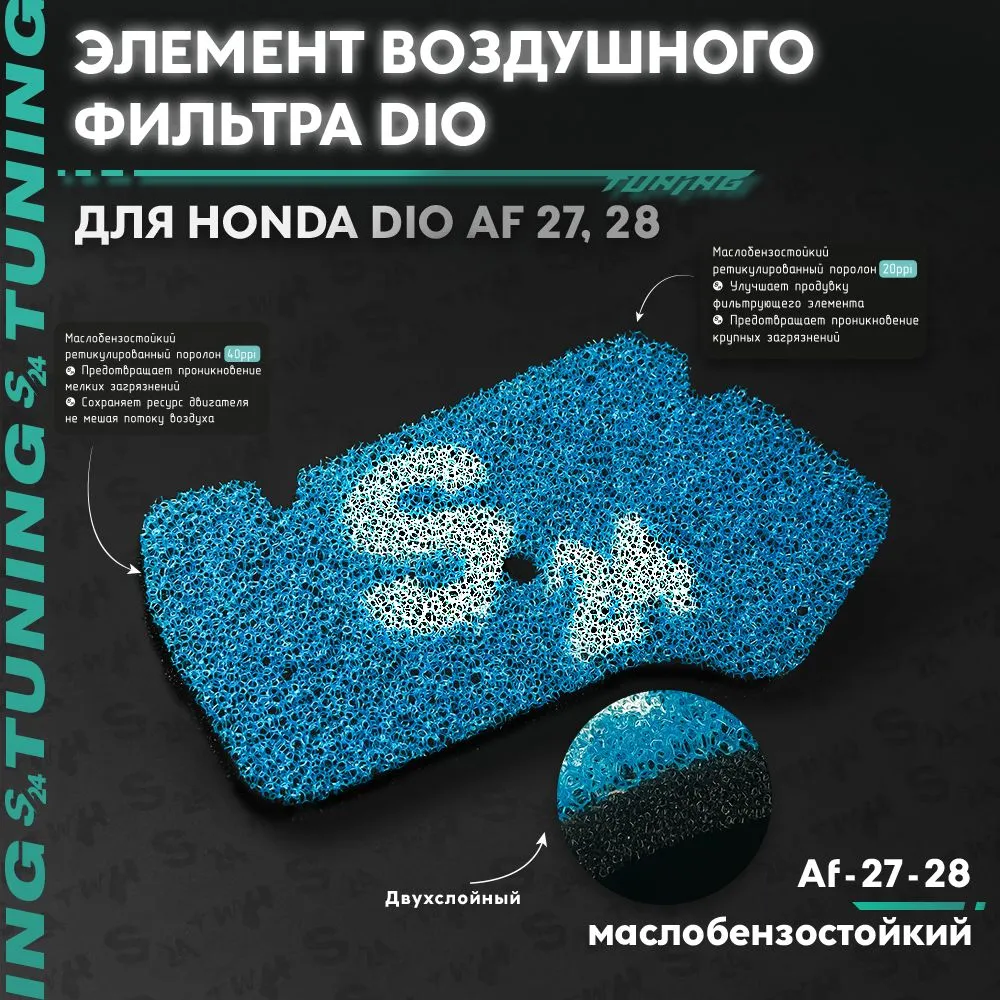 ЭЛЕМЕНТ ВОЗДУШНОГО
ФИЛЬТРА DIO
TUNING
ДЛЯ HONDA DIO AF 27, 28
Маслобензостойкий
ретикулированный поролон 20ppi
Улучшает продувку
фильтрующего элемента
Предотвращает проникновение
крупных загрязнений
Маслобензостойкий
ретикулированный поролон 40ppi
Предотвращает проникновение
мелких загрязнений
Сохраняет ресурс двигателя
не мешая потоку воздуха
S 24
Двухслойный
Af-27-28
маслобензостойкий
ING S24 TUNING S24 TUNING